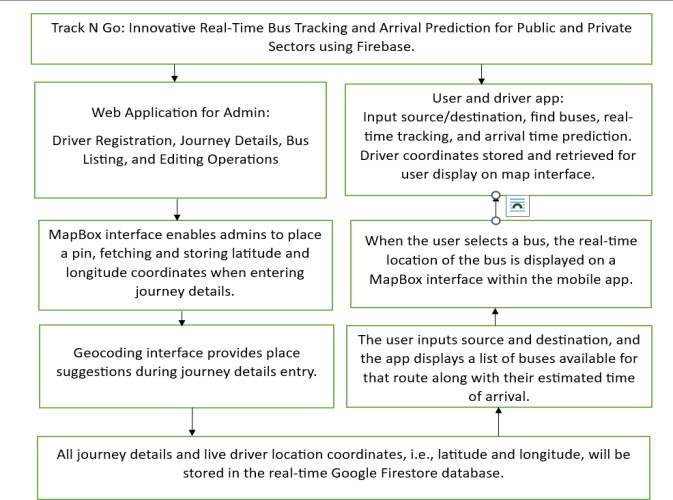 Track N Go: Innovative Real-Time Bus Tracking and Arrival Prediction for Public and Private
Sectors using Firebase.
Web Application for Admin:
Driver Registration, Journey Details, Bus
Listing, and Editing Operations
User and driver app:
Input source/destination, find buses, real-
time tracking, and arrival time prediction.
Driver coordinates stored and retrieved for
user display on map interface.
MapBox interface enables admins to place
a pin, fetching and storing latitude and
longitude coordinates when entering
journey details.
When the user selects a bus, the real-time
location of the bus is displayed on a
MapBox interface within the mobile app.
Geocoding interface provides place
suggestions during journey details entry.
The user inputs source and destination, and
the app displays a list of buses available for
that route along with their estimated time
of arrival.
All journey details and live driver location coordinates, i.e., latitude and longitude, will be
stored in the real-time Google Firestore database.